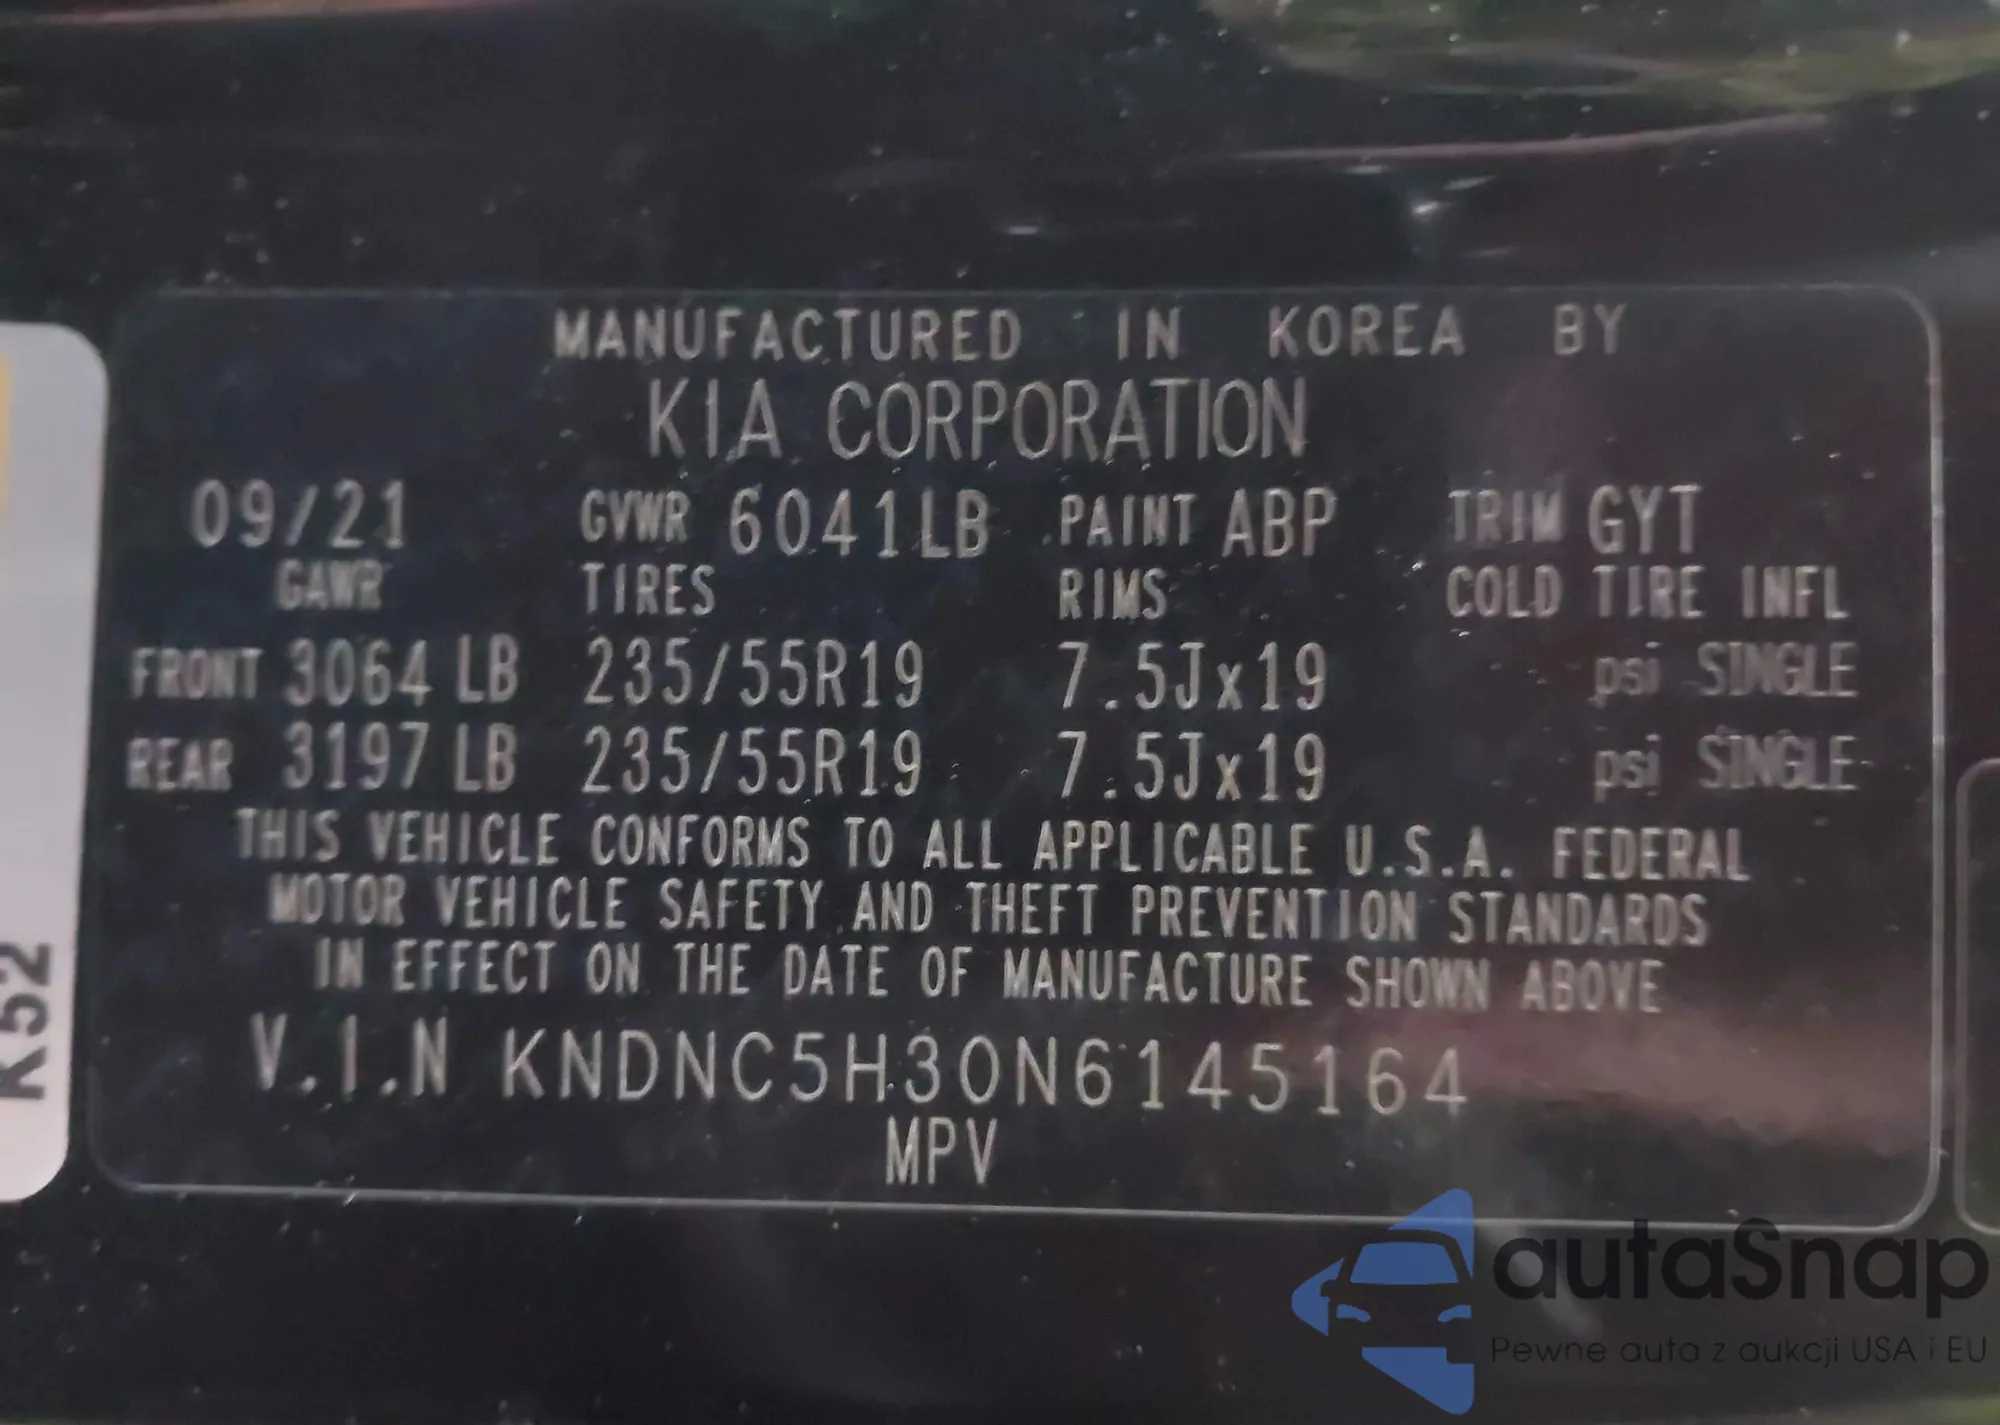 MANUFACTURED IN KOREA BY
KIA CORPORATION
09/21 GVWR 6041LB PAINT ABP TRIM GYT
GAWR TIRES RIMS COLD TIRE INFL
FRONT 3064 LB 235/55R19 7.5Jx19 psi SINGLE
REAR 3197 LB 235/55R19 7.5Jx19 psi SINGLE
THIS VEHICLE CONFORMS TO ALL APPLICABLE U.S.A. FEDERAL
MOTOR VEHICLE SAFETY AND THEFT PREVENTION STANDARDS
IN EFFECT ON THE DATE OF MANUFACTURE SHOWN ABOVE
V.I.N KNDNC5H30N6145164
MPV
K52
autaSnap
Pewne auta z aukcji USA i EU